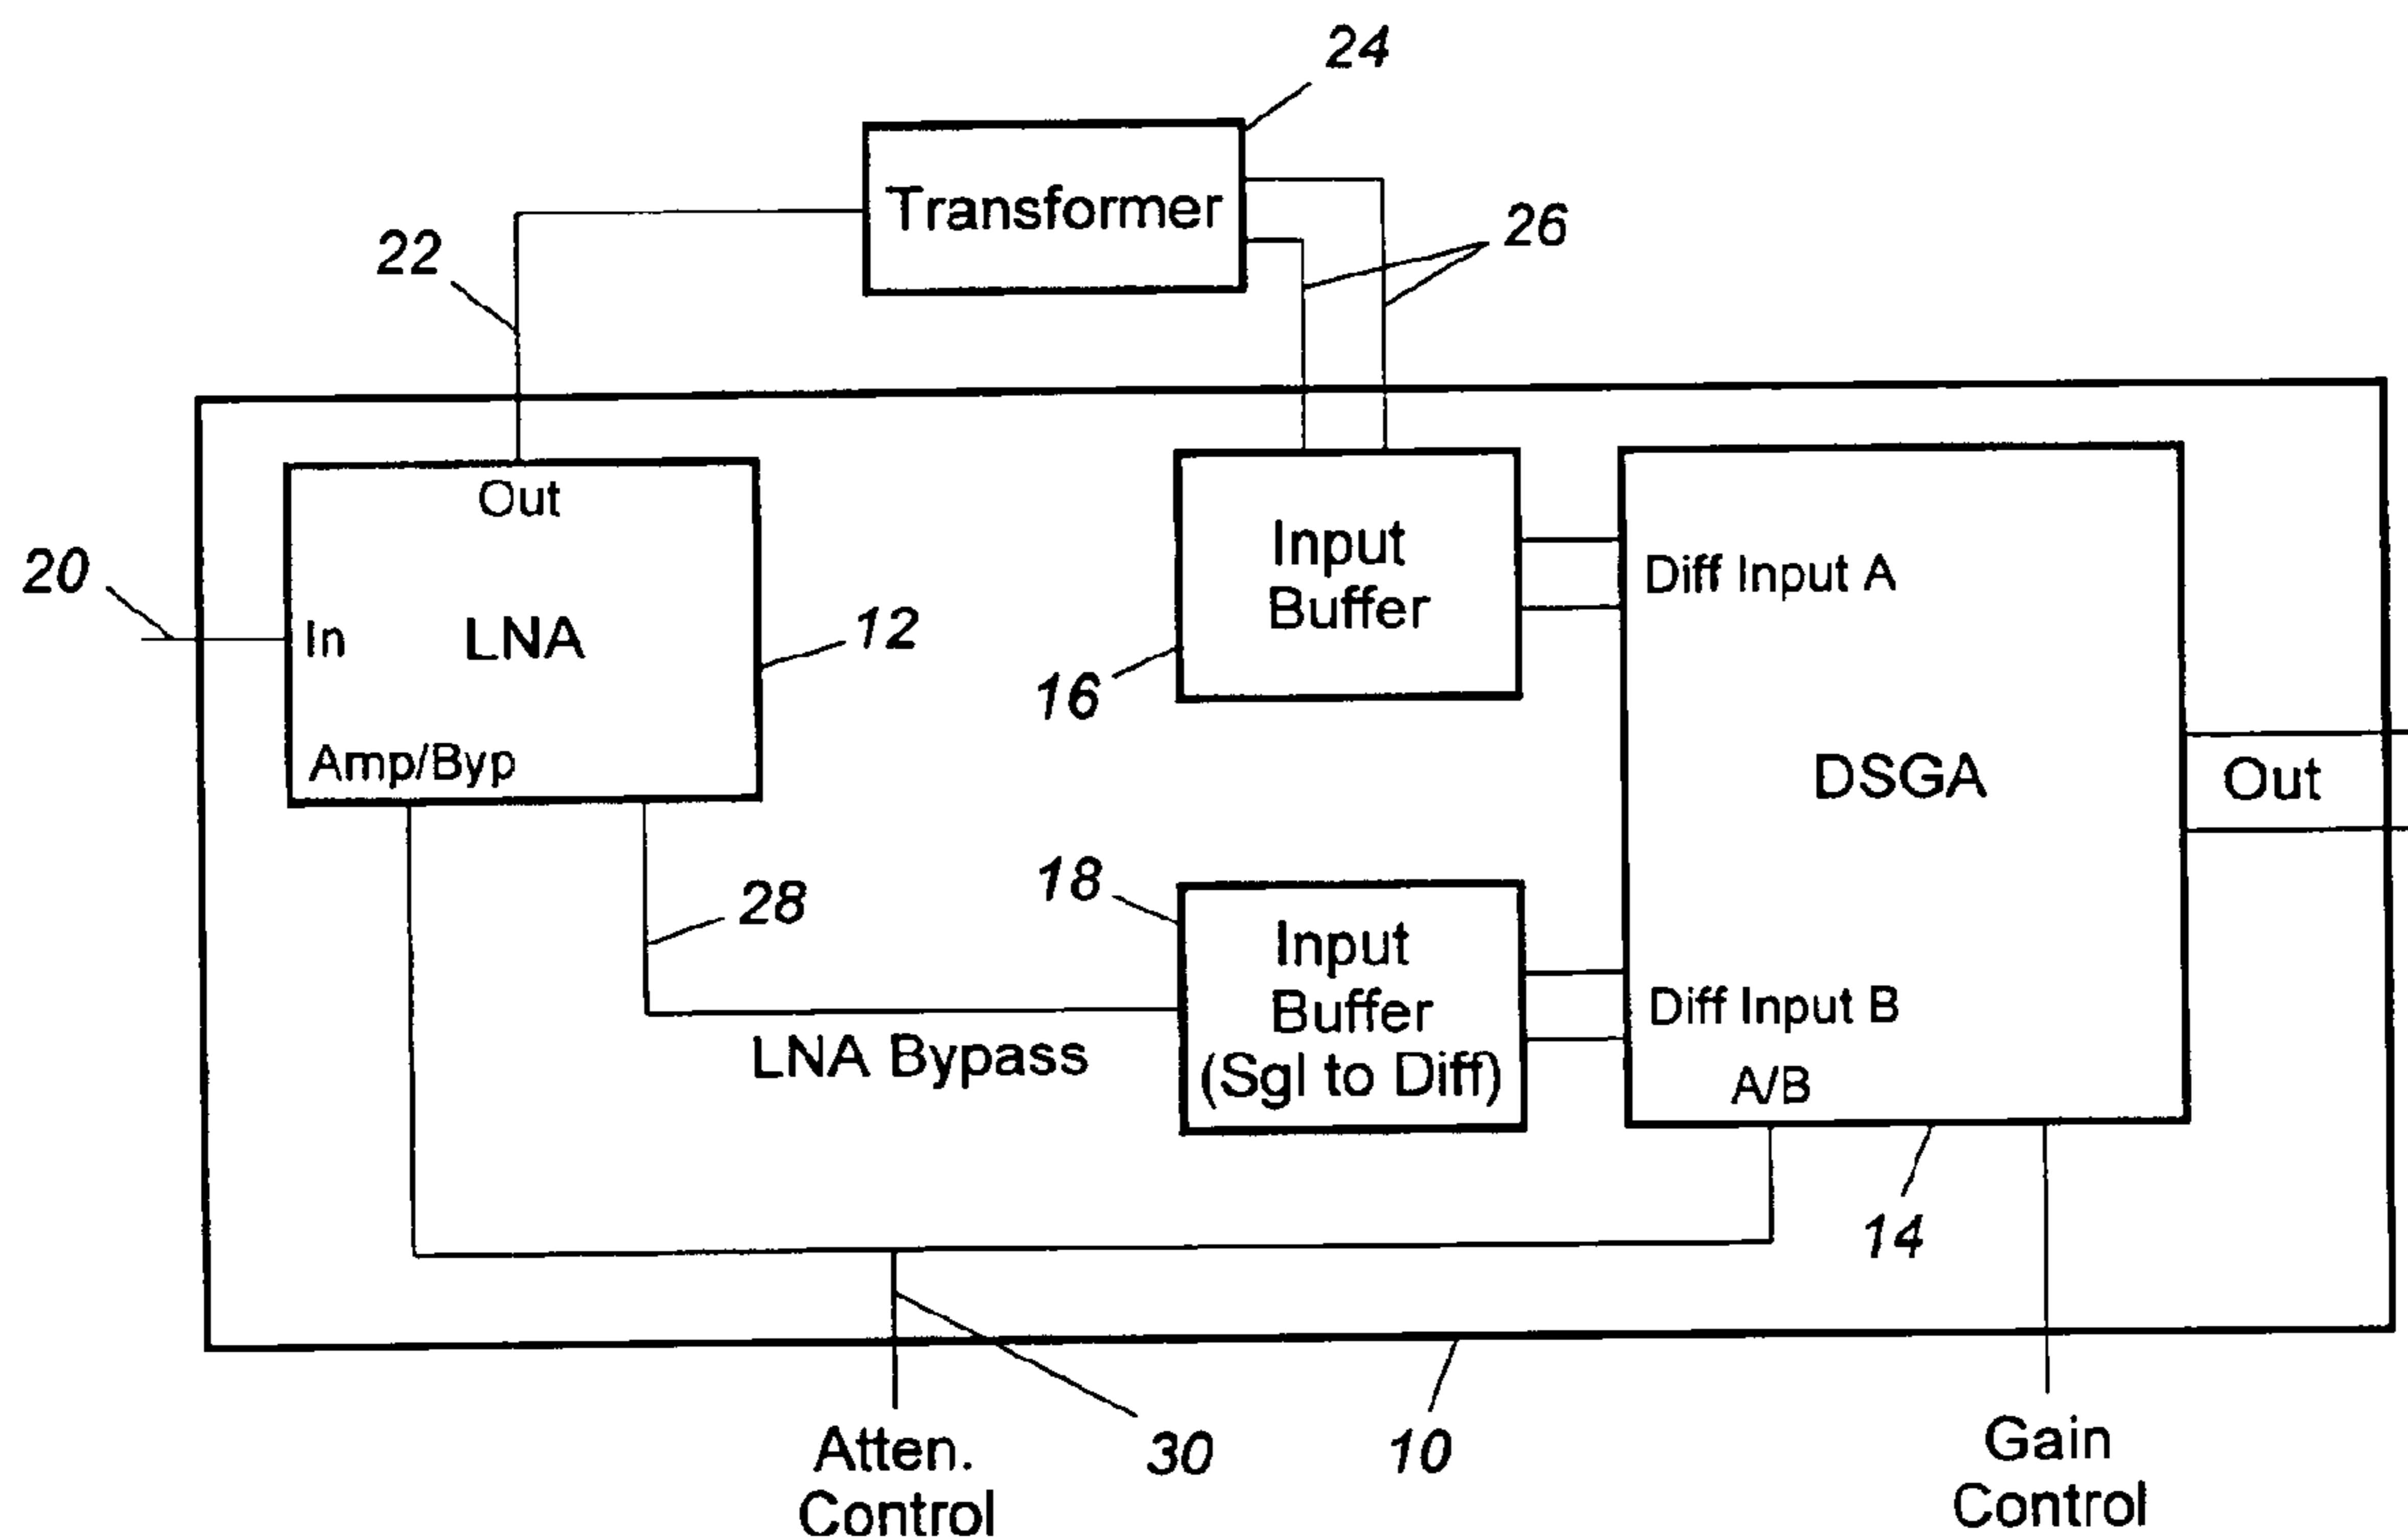 24
Transformer
22
26
Out
20
In
LNA
12
Input
Buffer
16
Diff Input A
Amp/Byp
DSGA
Out
28
18
Input
Buffer
(Sgl to Diff)
LNA Bypass
Diff Input B
A/B
14
30
10
Atten.
Control
Gain
Control